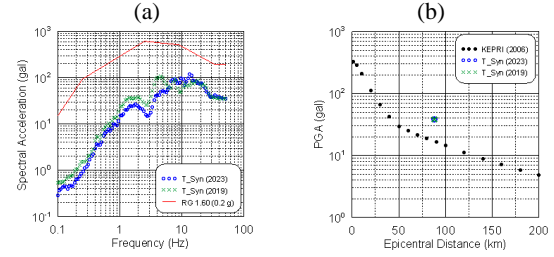 (a)
(b)
Spectral Acceleration (gal)
10³
10²
10¹
10⁰
10⁻¹
T_Syn (2023)
T_Syn (2019)
RG 1.60 (0.2 g)
0.1
1
10
100
Frequency (Hz)
PGA (gal)
10³
10²
10¹
10⁰
KEPRI (2006)
T_Syn (2023)
T_Syn (2019)
0
50
100
150
200
Epicentral Distance (km)